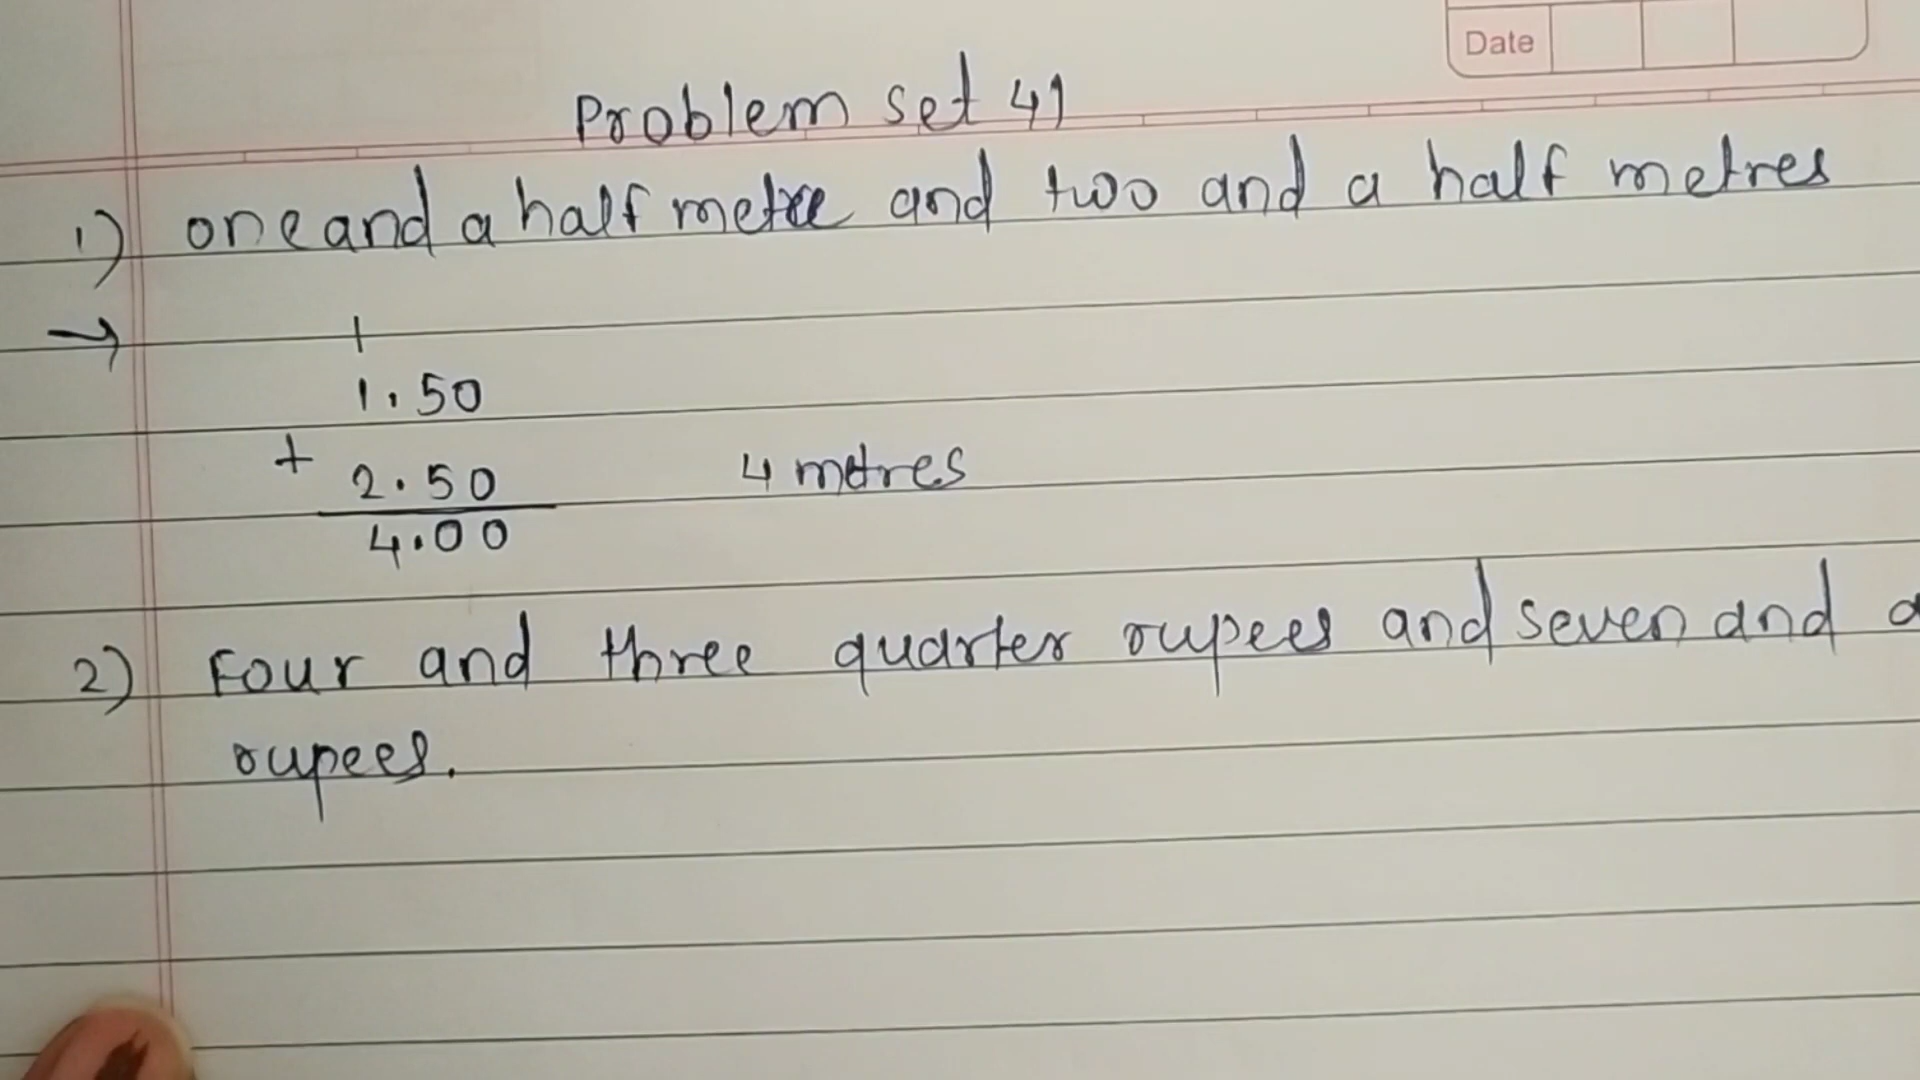 Date
Problem set 41
1) one and a half metre and two and a half metres
→ 1
1.50
+ 2.50
4.00
4 metres
2) Four and three quarter rupees and seven and a
rupees.